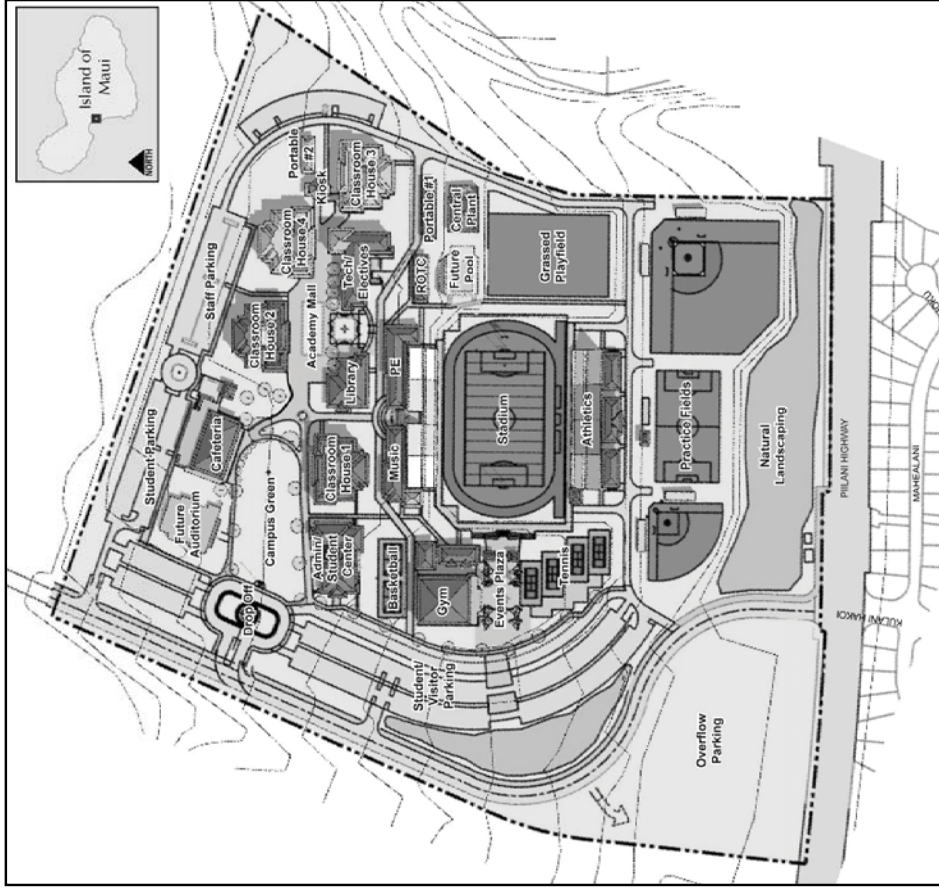 Island of
Maui
NORTH
Portable
#2
Kiosk
Classroom
House 3
Classroom
House 4
Staff Parking
Portable #1
Central
Plant
Tech/
Electives
ROTC
Future
Pool
Grassed
Playfield
Academy Mall
Classroom
House 2
Library
PE
Student Parking
Cafeteria
Classroom
House 1
Music
Stadium
Athletics
Practice Fields
Natural
Landscaping
Future
Auditorium
Campus Green
Admin/
Student
Center
Basketball
Gym
Events Plaza
Tennis
Drop Off
Student/
Visitor
Parking
Overflow
Parking
PIILANI HIGHWAY
MAHEALANI
KULANI HAKOI